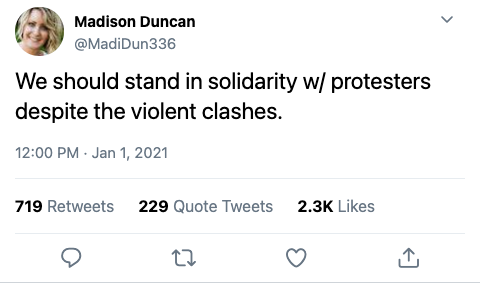 Madison Duncan
@MadiDun336
We should stand in solidarity w/ protesters
despite the violent clashes.
12:00 PM · Jan 1, 2021
719 Retweets 229 Quote Tweets 2.3K Likes